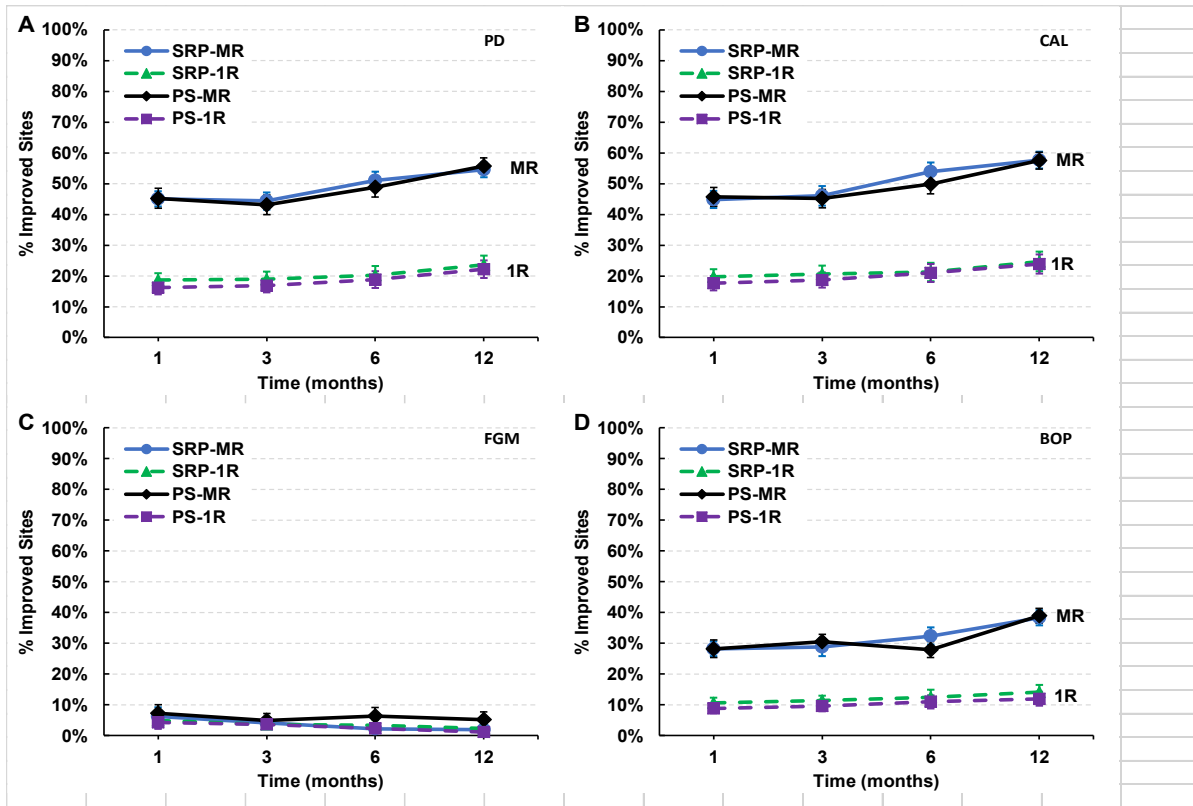 A
PD
SRP-MR
SRP-1R
PS-MR
PS-1R
% Improved Sites
100%
90%
80%
70%
60%
50%
40%
30%
20%
10%
0%
MR
1R
1 3 6 12
Time (months)
B
CAL
SRP-MR
SRP-1R
PS-MR
PS-1R
% Improved Sites
100%
90%
80%
70%
60%
50%
40%
30%
20%
10%
0%
MR
1R
1 3 6 12
Time (months)
C
FGM
SRP-MR
SRP-1R
PS-MR
PS-1R
% Improved Sites
100%
90%
80%
70%
60%
50%
40%
30%
20%
10%
0%
1 3 6 12
Time (months)
D
BOP
SRP-MR
SRP-1R
PS-MR
PS-1R
% Improved Sites
100%
90%
80%
70%
60%
50%
40%
30%
20%
10%
0%
MR
1R
1 3 6 12
Time (months)